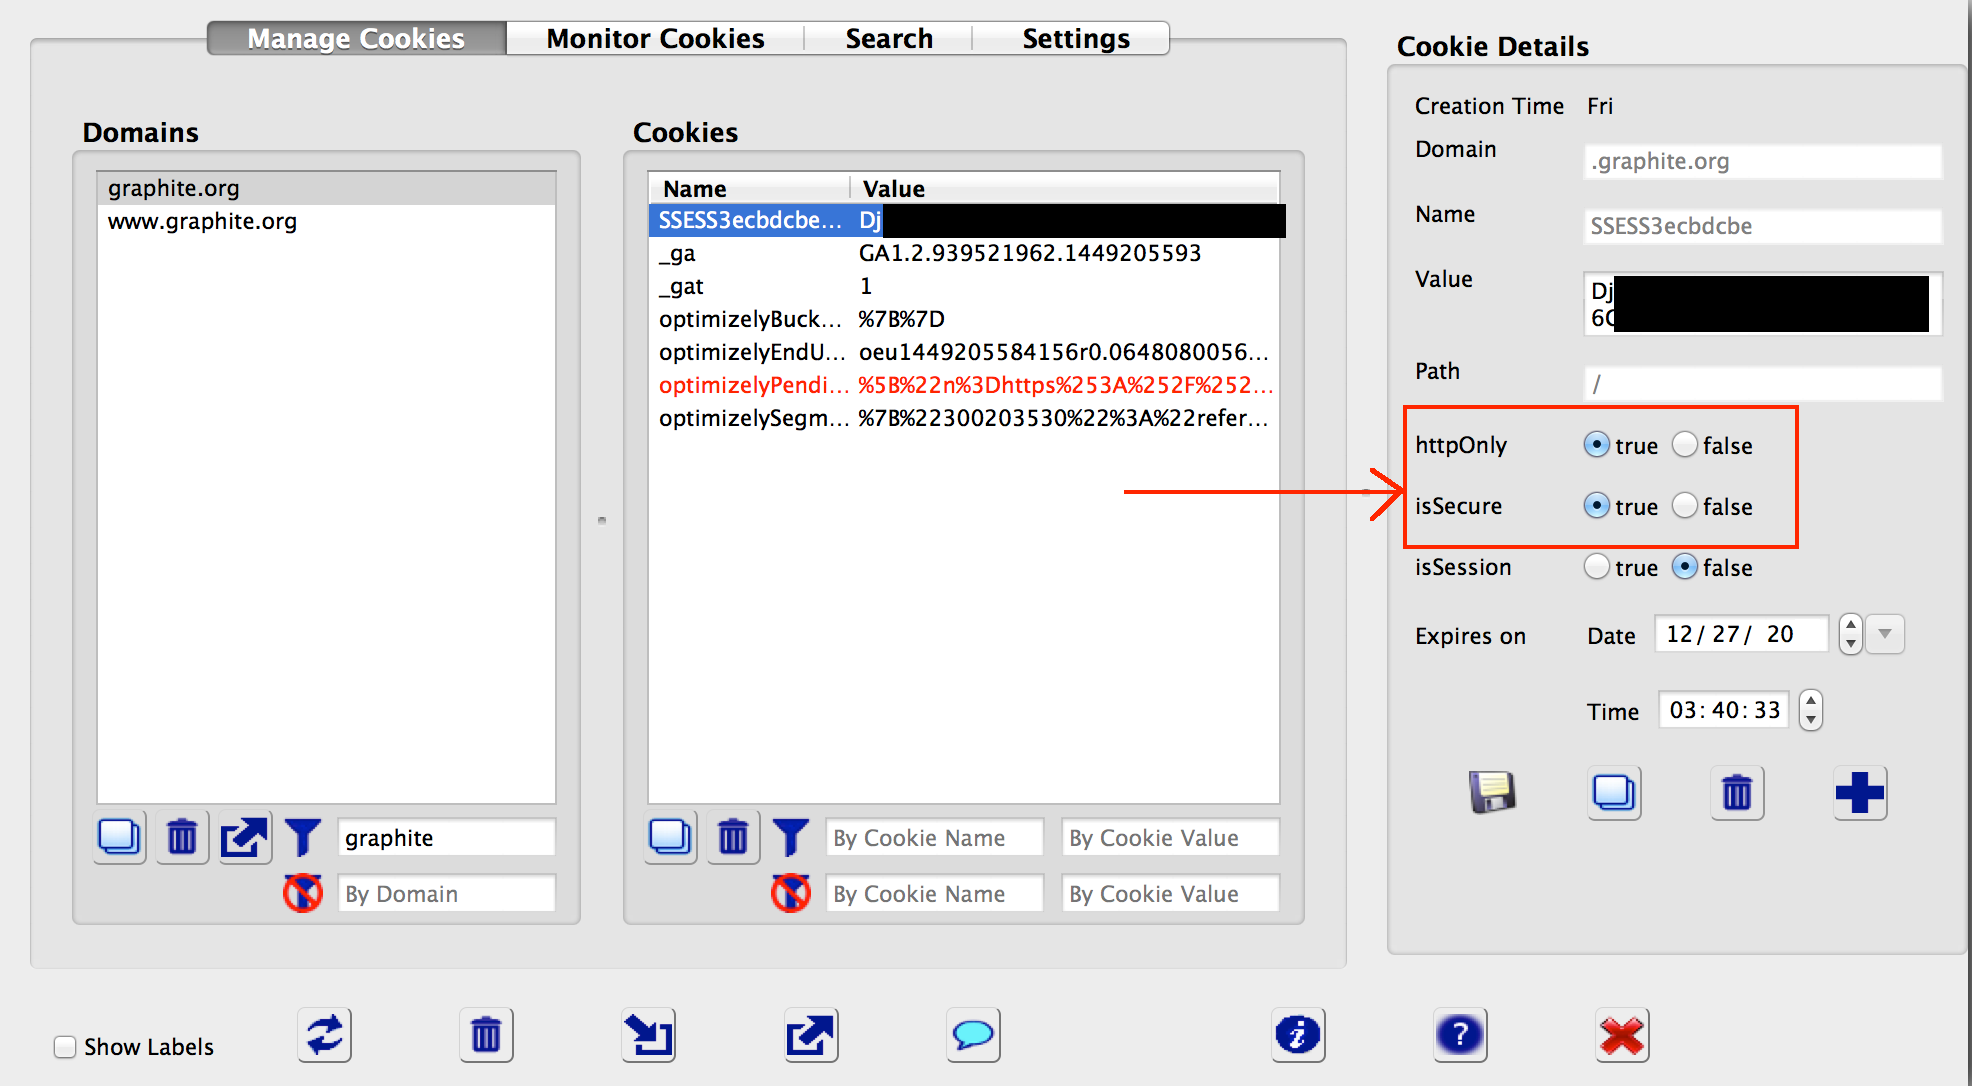 Manage Cookies Monitor Cookies Search Settings
Domains
graphite.org
www.graphite.org
graphite
By Domain
Cookies
Name Value
SSESS3ecbdcbe... Dj
_ga GA1.2.939521962.1449205593
_gat 1
optimizelyBuck... %7B%7D
optimizelyEndU... oeu1449205584156r0.0648080056...
optimizelyPendi... %5B%22n%3Dhttps%253A%252F%252...
optimizelySegm... %7B%22300203530%22%3A%22refer...
By Cookie Name By Cookie Value
By Cookie Name By Cookie Value
Cookie Details
Creation Time Fri
Domain .graphite.org
Name SSESS3ecbdcbe
Value Dj
6C
Path /
httpOnly true false
isSecure true false
isSession true false
Expires on Date 12/27/ 20
Time 03:40:33
Show Labels
?